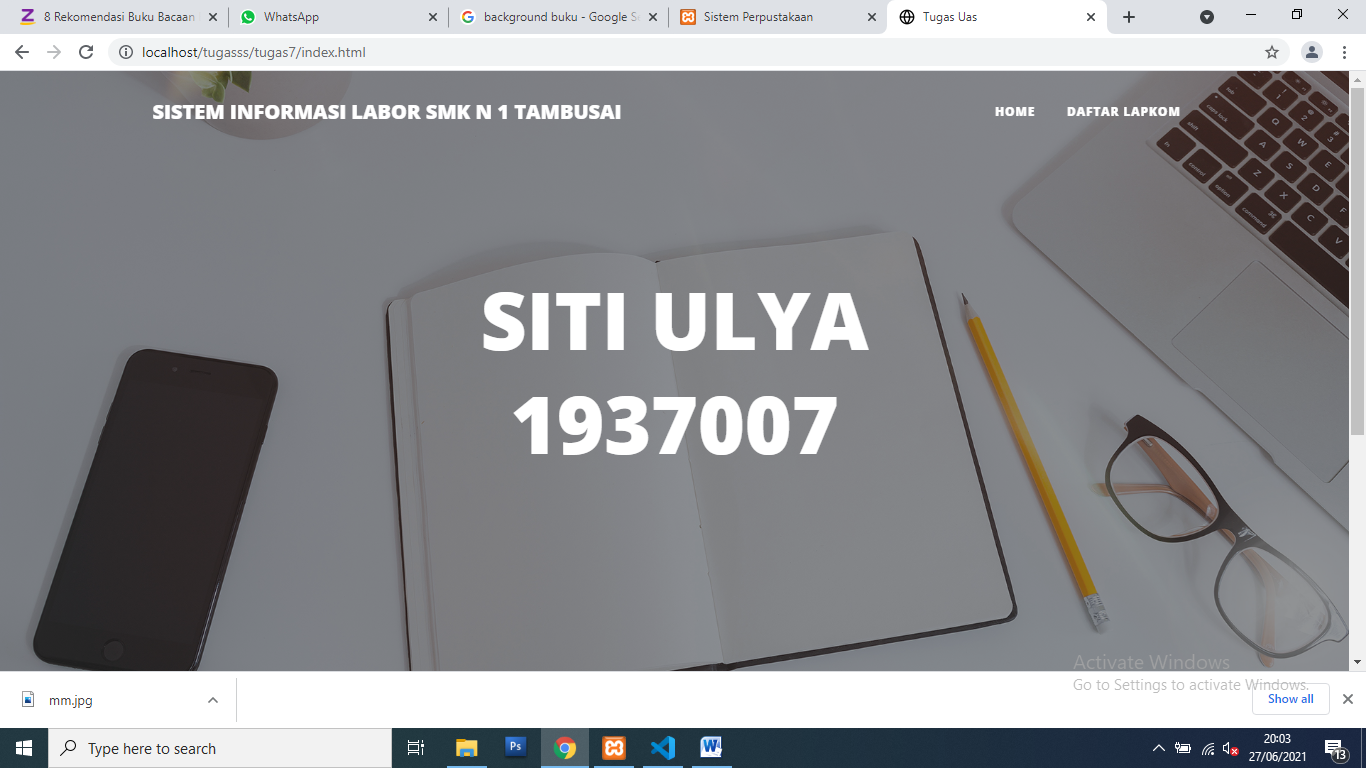 8 Rekomendasi Buku Bacaan
WhatsApp
background buku - Google S
Sistem Perpustakaan
Tugas Uas
localhost/tugasss/tugas7/index.html
SISTEM INFORMASI LABOR SMK N 1 TAMBUSAI
HOME
DAFTAR LAPKOM
SITI ULYA
1937007
Activate Windows
Go to Settings to activate Windows.
mm.jpg
Show all
Type here to search
Ps
20:03
27/06/2021
13